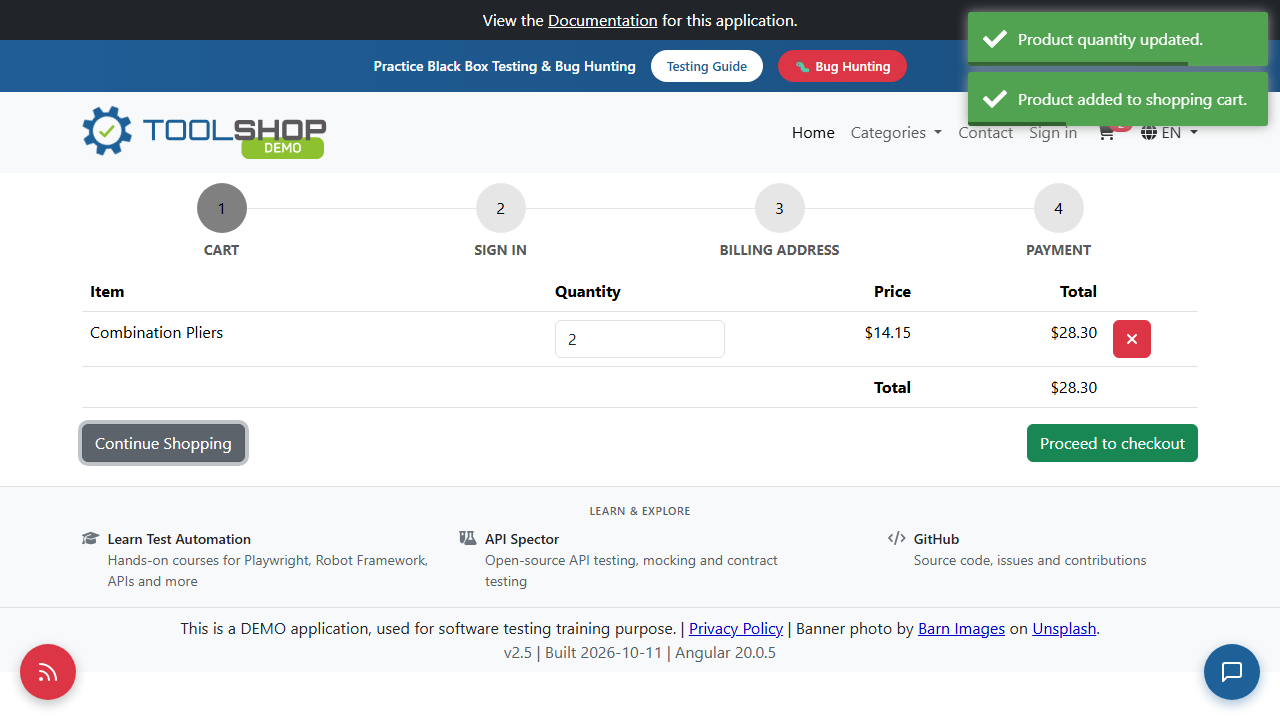 View the Documentation for this application.
Practice Black Box Testing & Bug Hunting
Testing Guide
Bug Hunting
Product quantity updated.
Product added to shopping cart.
TOOLSHOP
DEMO
Home
Categories
Contact
Sign in
EN
1
2
3
4
CART
SIGN IN
BILLING ADDRESS
PAYMENT
Item
Quantity
Price
Total
Combination Pliers
2
$14.15
$28.30
Total
$28.30
Continue Shopping
Proceed to checkout
LEARN & EXPLORE
Learn Test Automation
Hands-on courses for Playwright, Robot Framework,
APIs and more
API Spector
Open-source API testing, mocking and contract
testing
GitHub
Source code, issues and contributions
This is a DEMO application, used for software testing training purpose. | Privacy Policy | Banner photo by Barn Images on Unsplash.
v2.5 | Built 2026-10-11 | Angular 20.0.5